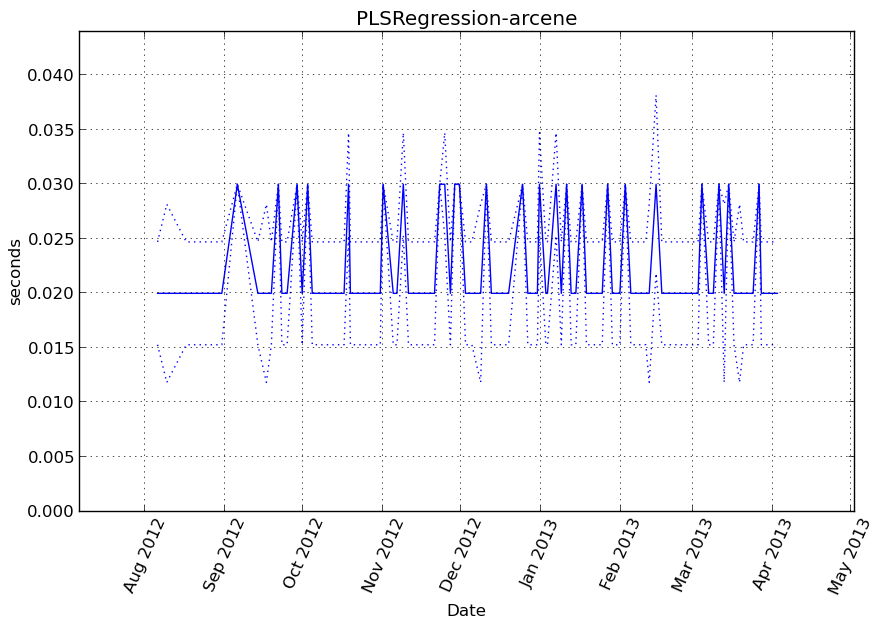 PLSRegression-arcene
0.040
0.035
0.030
0.025
0.020
0.015
0.010
0.005
0.000
seconds
Aug 2012
Sep 2012
Oct 2012
Nov 2012
Dec 2012
Jan 2013
Feb 2013
Mar 2013
Apr 2013
May 2013
Date